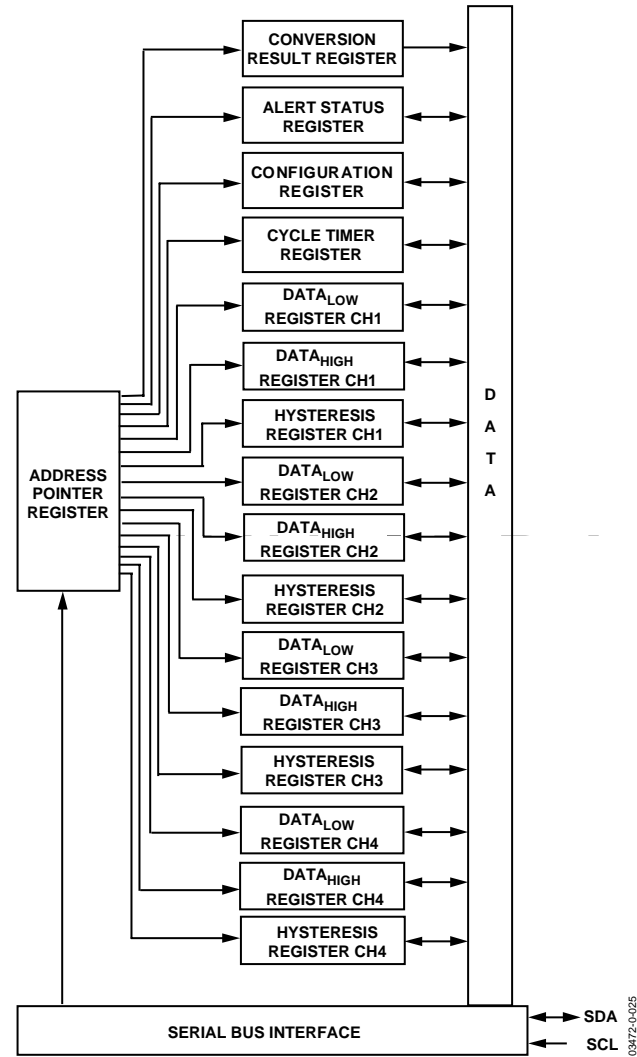 CONVERSION
RESULT REGISTER
ALERT STATUS
REGISTER
CONFIGURATION
REGISTER
CYCLE TIMER
REGISTER
DATALOW
REGISTER CH1
DATAHIGH
REGISTER CH1
HYSTERESIS
REGISTER CH1
DATALOW
REGISTER CH2
DATAHIGH
REGISTER CH2
HYSTERESIS
REGISTER CH2
DATALOW
REGISTER CH3
DATAHIGH
REGISTER CH3
HYSTERESIS
REGISTER CH3
DATALOW
REGISTER CH4
DATAHIGH
REGISTER CH4
HYSTERESIS
REGISTER CH4
ADDRESS
POINTER
REGISTER
D
A
T
A
SERIAL BUS INTERFACE
SDA
SCL
03472-0-025